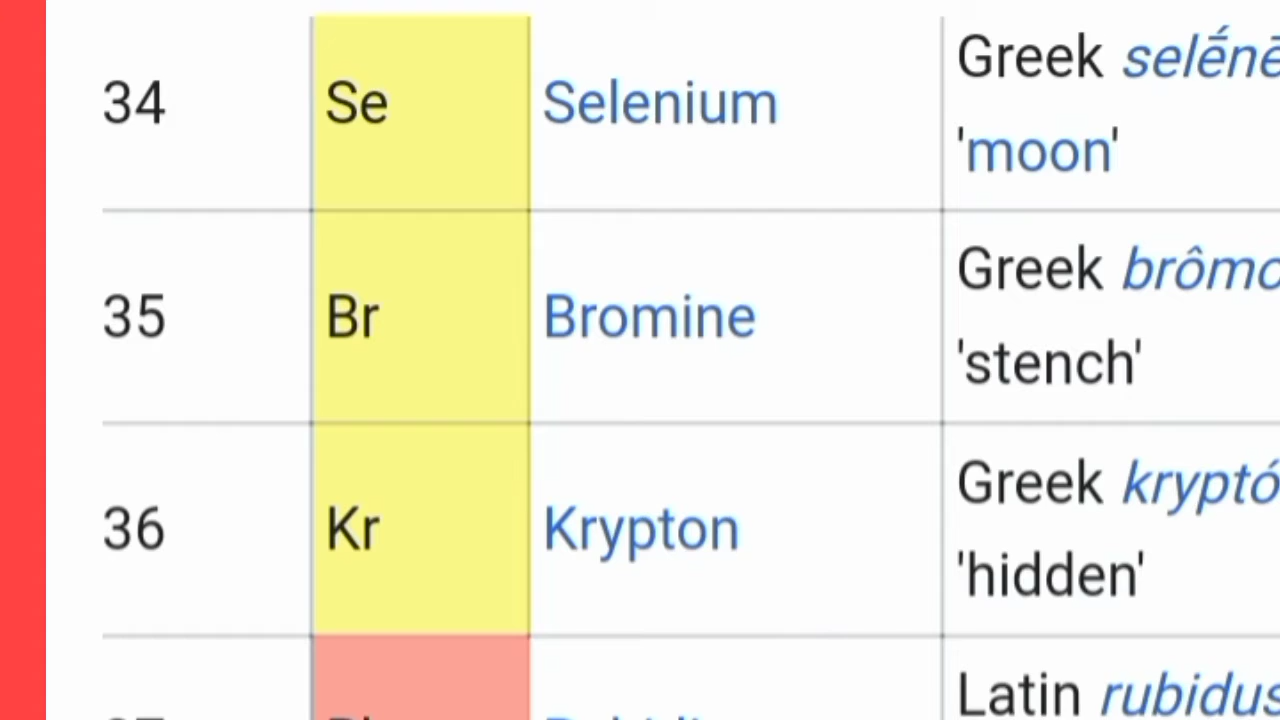 34 Se Selenium Greek selḗnē
'moon'
35 Br Bromine Greek brômo
'stench'
36 Kr Krypton Greek kryptó
'hidden'
Latin rubidus